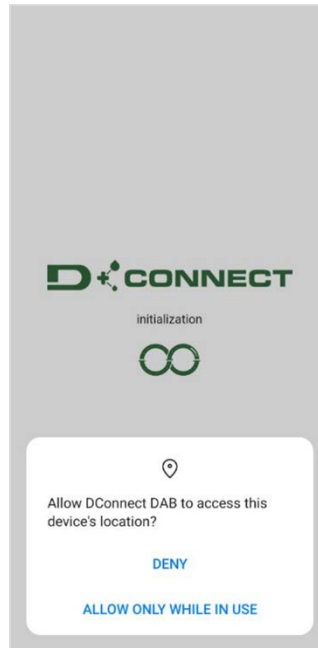 D CONNECT
initialization
Allow DConnect DAB to access this
device's location?
DENY
ALLOW ONLY WHILE IN USE